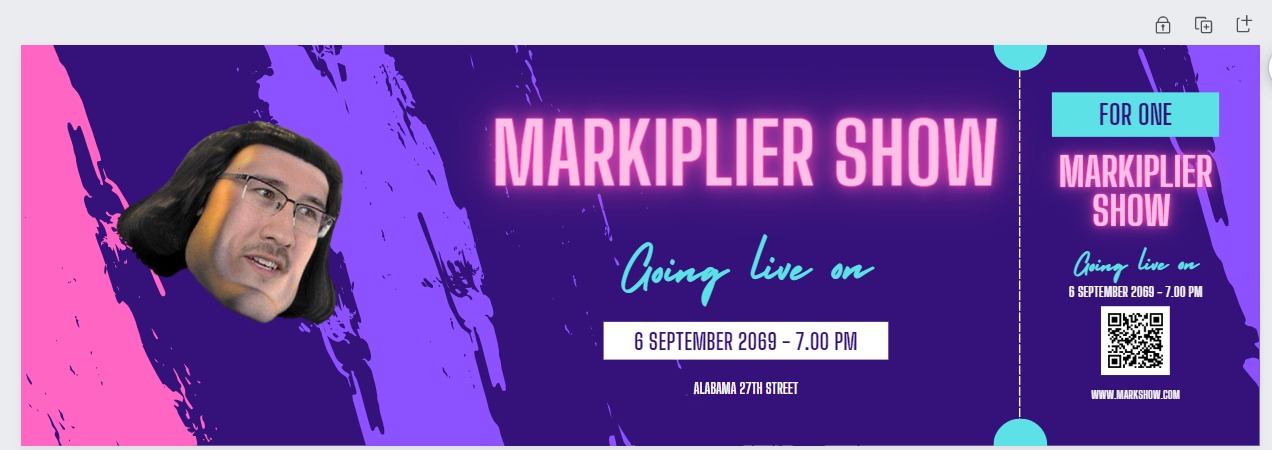 MARKIPLIER SHOW
Going live on
6 SEPTEMBER 2069 - 7.00 PM
ALABAMA 27TH STREET
FOR ONE
MARKIPLIER
SHOW
Going live on
6 SEPTEMBER 2069 - 7.00 PM
WWW.MARKSHOW.COM